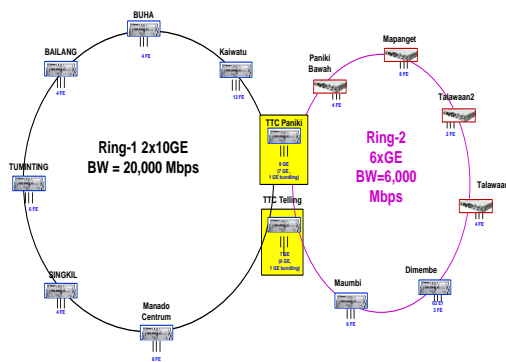 BUHA
4 FE
BAILANG
4 FE
Kaiwatu
12 FE
Paniki
Bawah
4 FE
Mapanget
8 FE
Talawaan2
2 FE
TTC Paniki
8 GE
(7 GE,
1 GE bundling)
Ring-1 2x10GE
BW = 20,000 Mbps
Ring-2
6xGE
BW=6,000
Mbps
TUMINTING
6 FE
Talawaan
4 FE
TTC Telling
7 GE
(6 GE,
1 GE bundling)
SINGKIL
4 FE
Manado
Centrum
8 FE
Maumbi
6 FE
Dimembe
3 FE